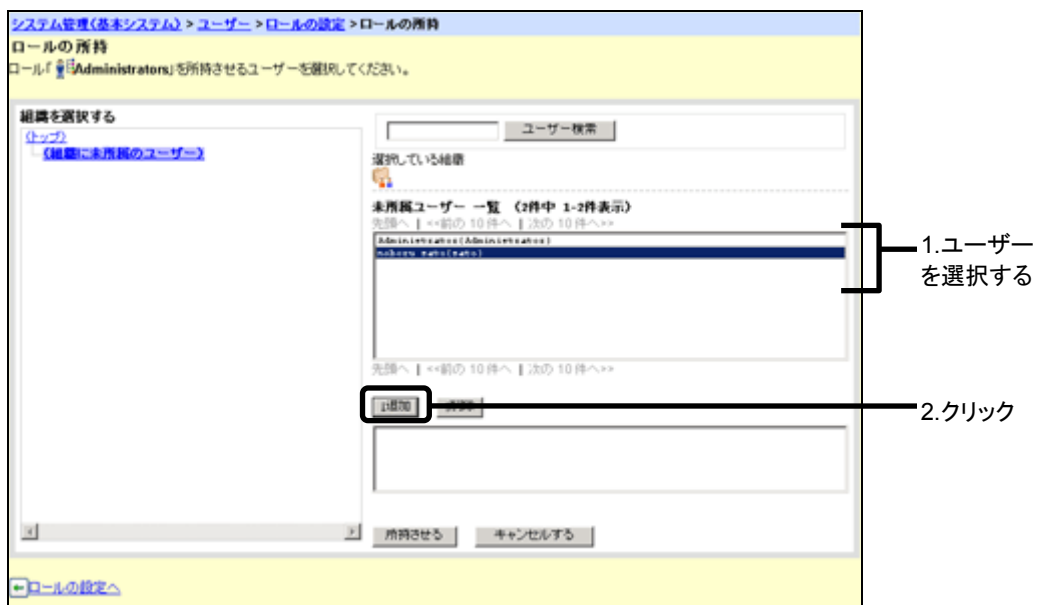 システム管理(基本システム) > ユーザー > ロールの設定 > ロールの所持
ロールの所持
ロール「Administrators」を所持させるユーザーを選択してください。
組織を選択する
(トップ)
(組織に未所属のユーザー)
ユーザー検索
選択している組織
未所属ユーザー 一覧 (2件中 1-2件表示)
先頭へ | <<前の 10 件へ | 次の 10 件へ>>
Administrator(Administrator)
noboru sato(sato)
1.ユーザー
を選択する
先頭へ | <<前の 10 件へ | 次の 10 件へ>>
↓追加
2.クリック
所持させる
キャンセルする
ロールの設定へ